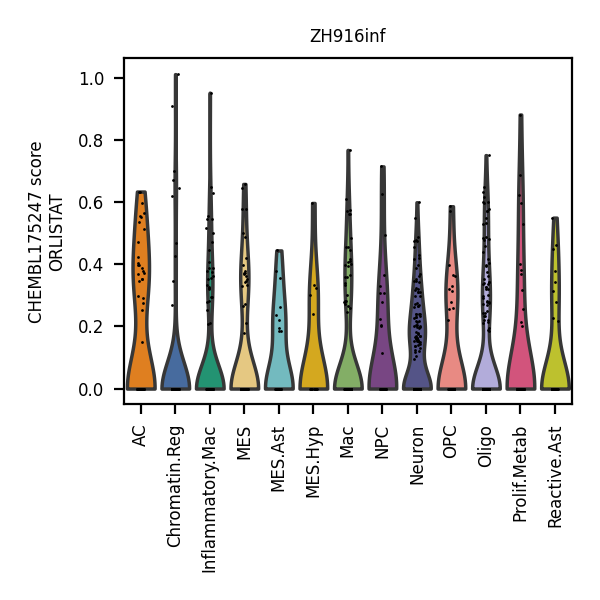 ZH916inf
CHEMBL175247 score
ORLISTAT
1.0
0.8
0.6
0.4
0.2
0.0
AC
Chromatin.Reg
Inflammatory.Mac
MES
MES.Ast
MES.Hyp
Mac
NPC
Neuron
OPC
Oligo
Prolif.Metab
Reactive.Ast